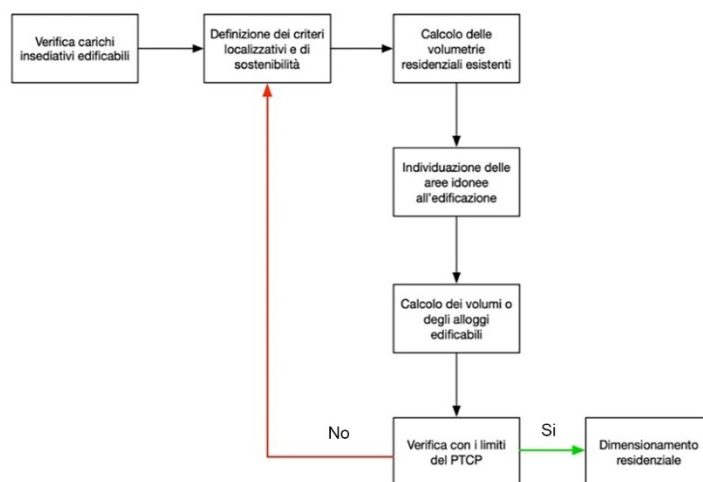 Verifica carichi
insediativi edificabili
Definizione dei criteri
localizzativi e di
sostenibilità
Calcolo delle
volumetrie
residenziali esistenti
Individuazione delle
aree idonee
all'edificazione
Calcolo dei volumi o
degli alloggi
edificabili
No
Verifica con i limiti
del PTCP
Si
Dimensionamento
residenziale